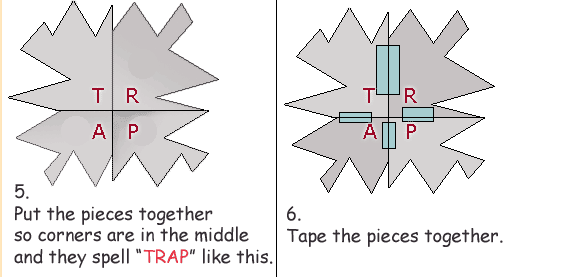 T R
A P
5.
Put the pieces together
so corners are in the middle
and they spell “TRAP” like this.
T R
A P
6.
Tape the pieces together.